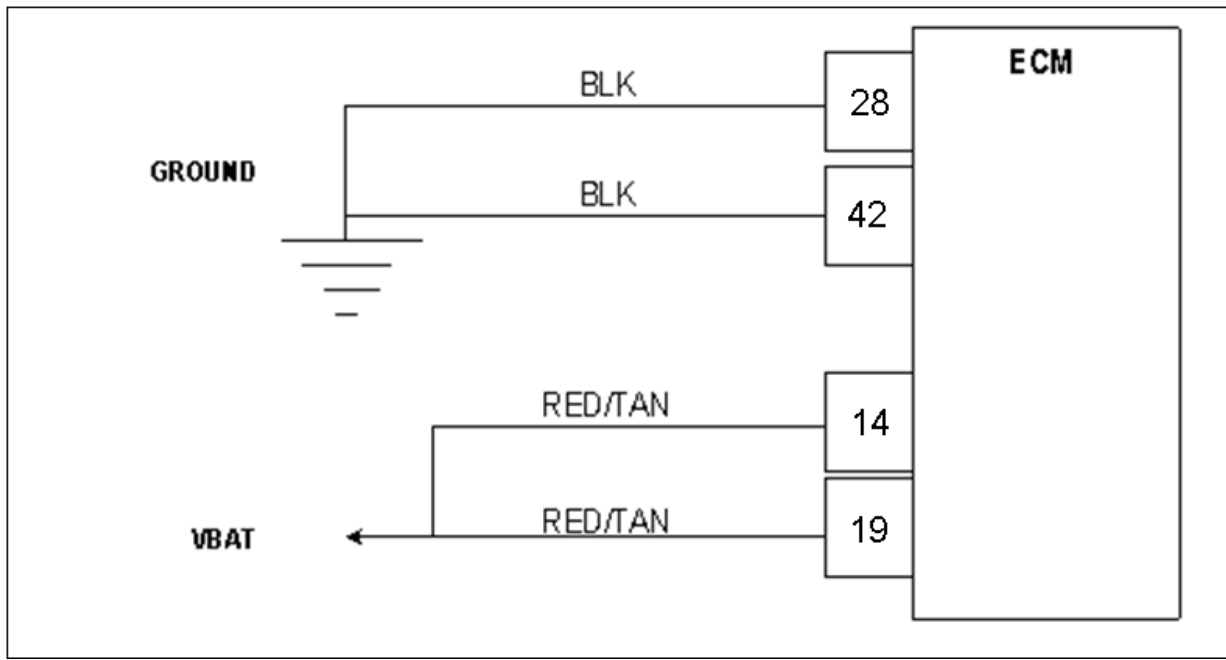 ECM
BLK
28
GROUND
BLK
42
RED/TAN
14
VBAT
RED/TAN
19